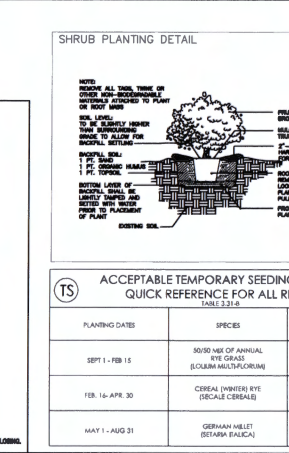 SHRUB PLANTING DETAIL
NOTE:
REMOVE ALL TAGS, TWINE OR
OTHER NON-BIODEGRADABLE
MATERIALS ATTACHED TO PLANT
OR ROOT MASS
SOIL LEVEL:
TO BE SLIGHTLY HIGHER
THAN SURROUNDING
GRADE TO ALLOW FOR
BACKFILL SETTLING
BACKFILL SOIL:
1 PT. SAND
1 PT. ORGANIC HUMUS
1 PT. TOPSOIL
BOTTOM LAYER OF
BACKFILL SHALL BE
LIGHTLY TAMPED AND
SETTED WITH WATER
PRIOR TO PLACEMENT
OF PLANT
EXISTING SOIL
TS
ACCEPTABLE TEMPORARY SEEDING
QUICK REFERENCE FOR ALL RE
TABLE 3.31-B
PLANTING DATES SPECIES
SEPT 1 - FEB 15
50/50 MIX OF ANNUAL
RYE GRASS
(LOLIUM MULTI-FLORUM)
FEB. 16- APR. 30
CEREAL (WINTER) RYE
(SECALE CEREALE)
MAY 1 - AUG 31
GERMAN MILLET
(SETARIA ITALICA)